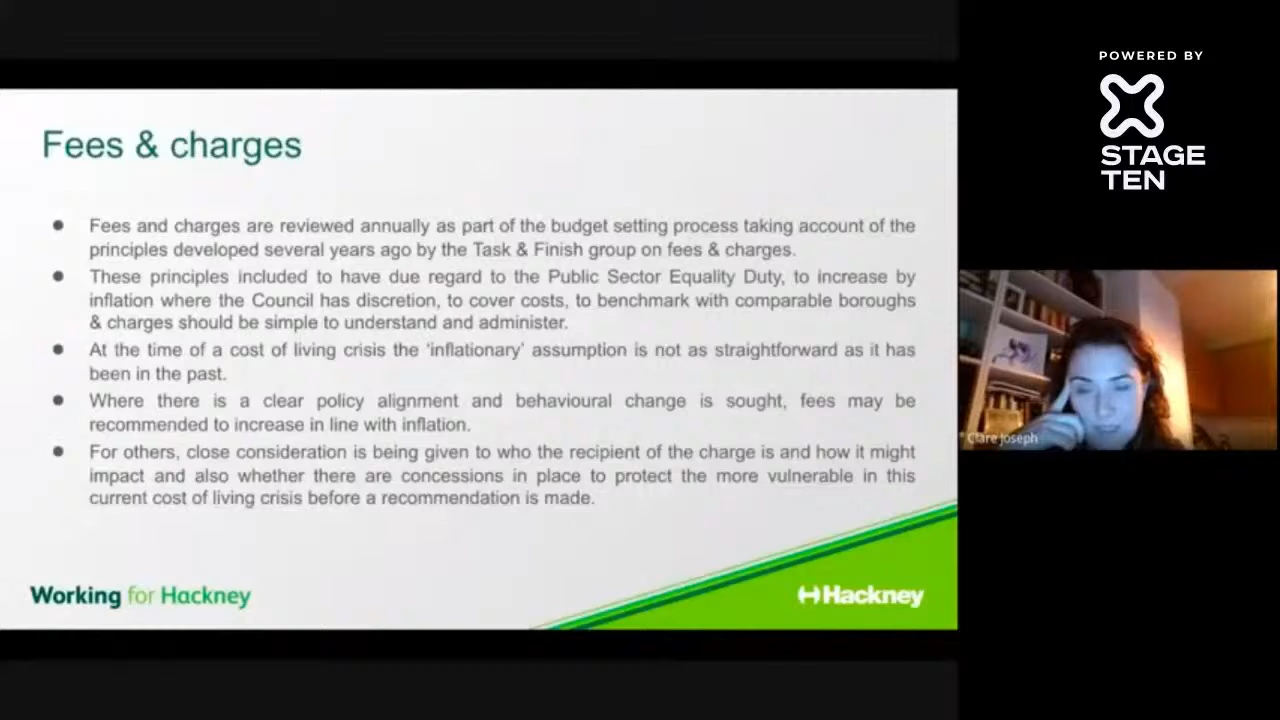 Fees & charges
● Fees and charges are reviewed annually as part of the budget setting process taking account of the
principles developed several years ago by the Task & Finish group on fees & charges.
● These principles included to have due regard to the Public Sector Equality Duty, to increase by
inflation where the Council has discretion, to cover costs, to benchmark with comparable boroughs
& charges should be simple to understand and administer.
● At the time of a cost of living crisis the ‘inflationary’ assumption is not as straightforward as it has
been in the past.
● Where there is a clear policy alignment and behavioural change is sought, fees may be
recommended to increase in line with inflation.
● For others, close consideration is being given to who the recipient of the charge is and how it might
impact and also whether there are concessions in place to protect the more vulnerable in this
current cost of living crisis before a recommendation is made.
Working for Hackney
Hackney
POWERED BY
STAGE
TEN
Clare Joseph